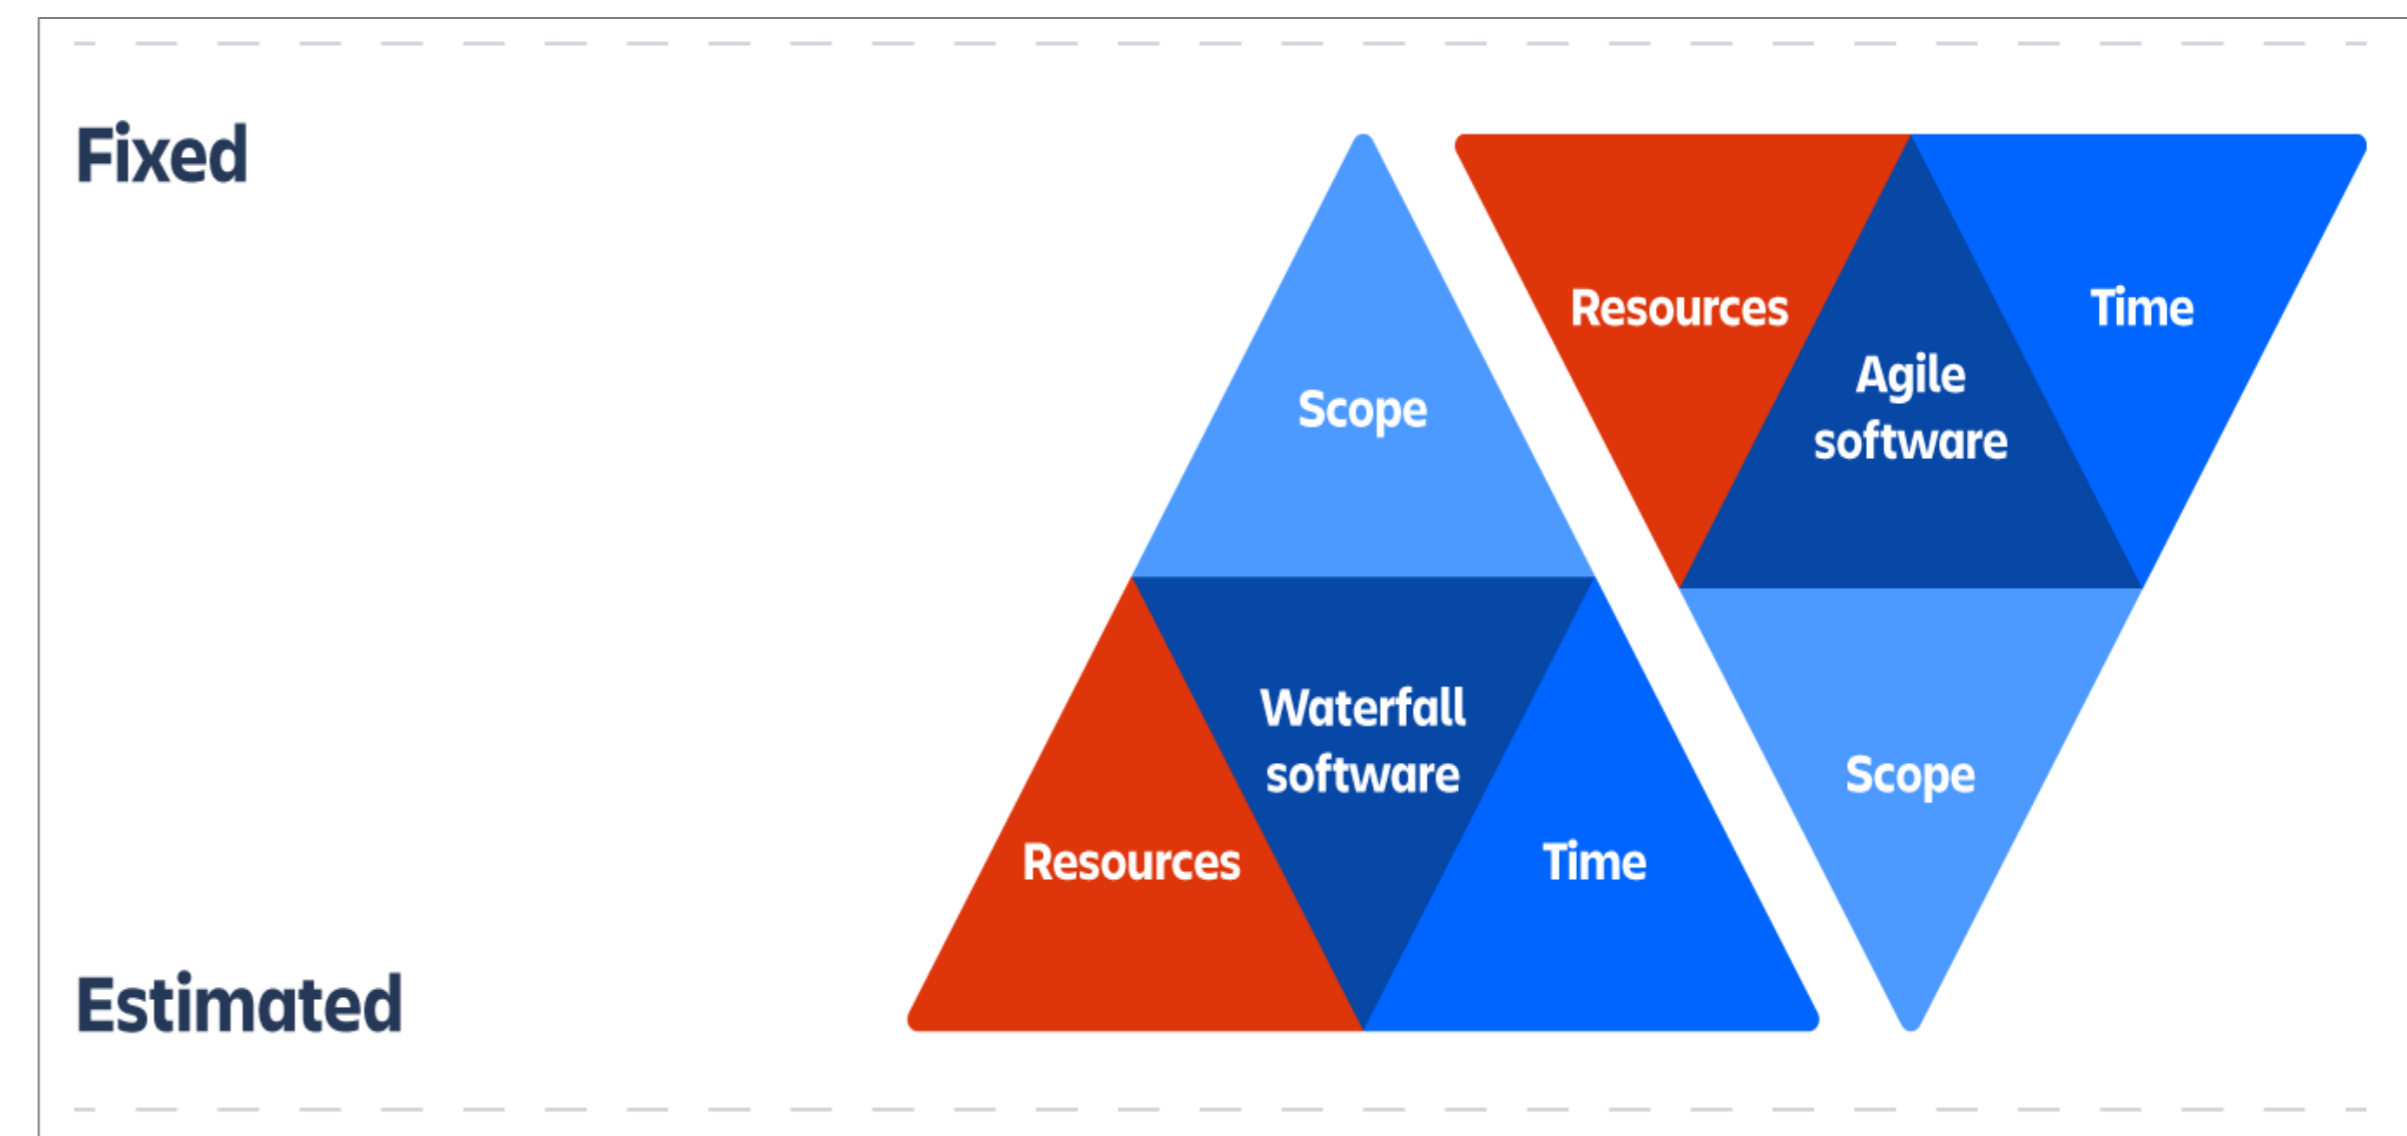 Fixed
Resources
Time
Agile
software
Scope
Waterfall
software
Scope
Resources
Time
Estimated